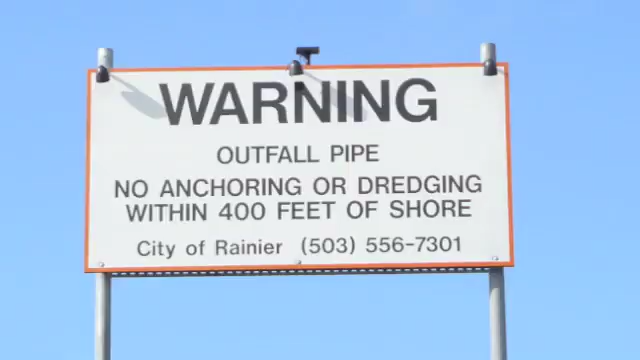 WARNING
OUTFALL PIPE
NO ANCHORING OR DREDGING
WITHIN 400 FEET OF SHORE
City of Rainier (503) 556-7301